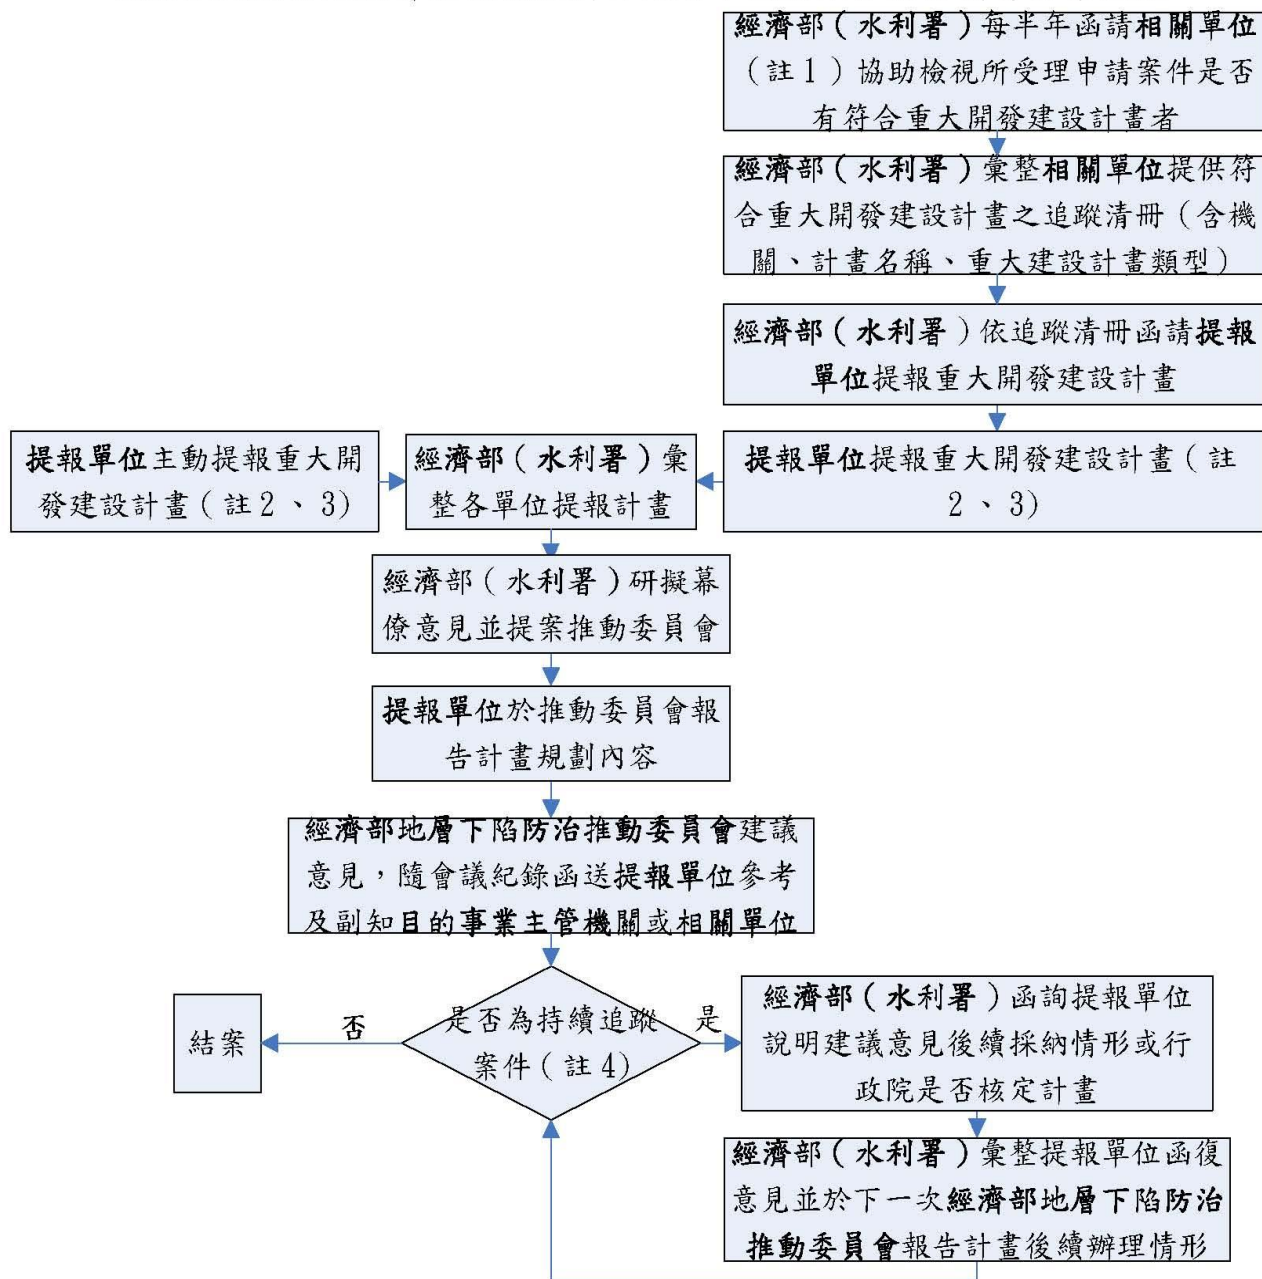 經濟部（水利署）每半年函請相關單位
（註1）協助檢視所受理申請案件是否
有符合重大開發建設計畫者
經濟部（水利署）彙整相關單位提供符
合重大開發建設計畫之追蹤清冊（含機
關、計畫名稱、重大建設計畫類型）
經濟部（水利署）依追蹤清冊函請提報
單位提報重大開發建設計畫
提報單位主動提報重大開
發建設計畫（註2、3）
經濟部（水利署）彙
整各單位提報計畫
提報單位提報重大開發建設計畫（註
2、3）
經濟部（水利署）研擬幕
僚意見並提案推動委員會
提報單位於推動委員會報
告計畫規劃內容
經濟部地層下陷防治推動委員會建議
意見，隨會議紀錄函送提報單位參考
及副知目的事業主管機關或相關單位
結案
否
是否為持續追蹤
案件（註4）
是
經濟部（水利署）函詢提報單位
說明建議意見後續採納情形或行
政院是否核定計畫
經濟部（水利署）彙整提報單位函復
意見並於下一次經濟部地層下陷防治
推動委員會報告計畫後續辦理情形